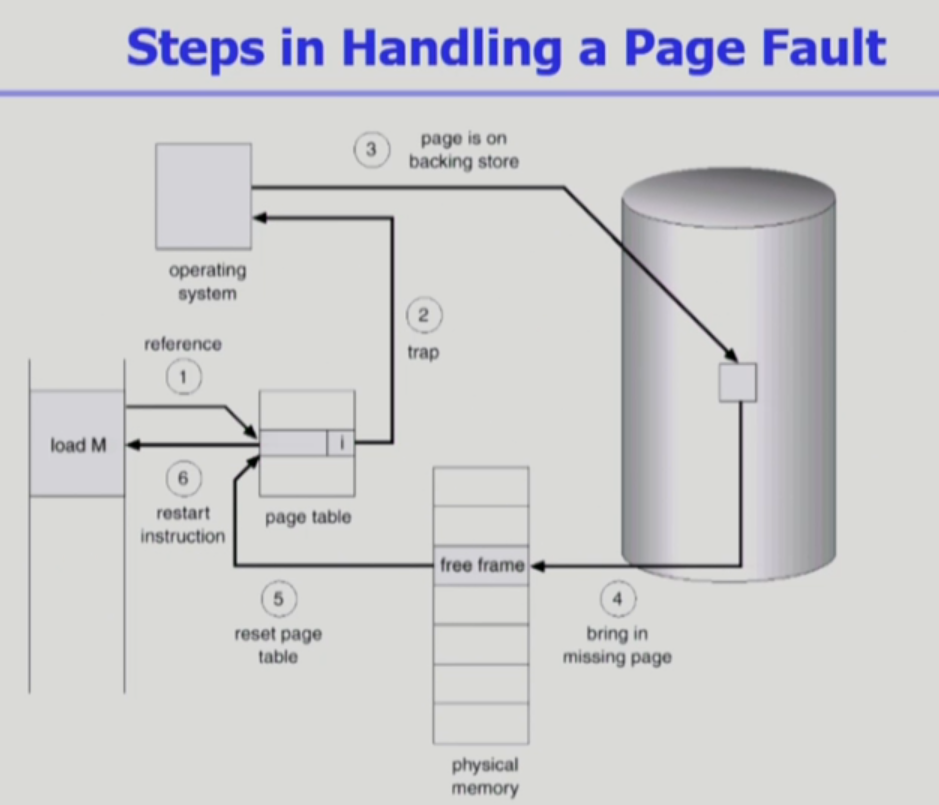 Steps in Handling a Page Fault
3
page is on
backing store
operating
system
2
trap
reference
1
load M
i
6
restart
instruction
page table
free frame
5
reset page
table
4
bring in
missing page
physical
memory